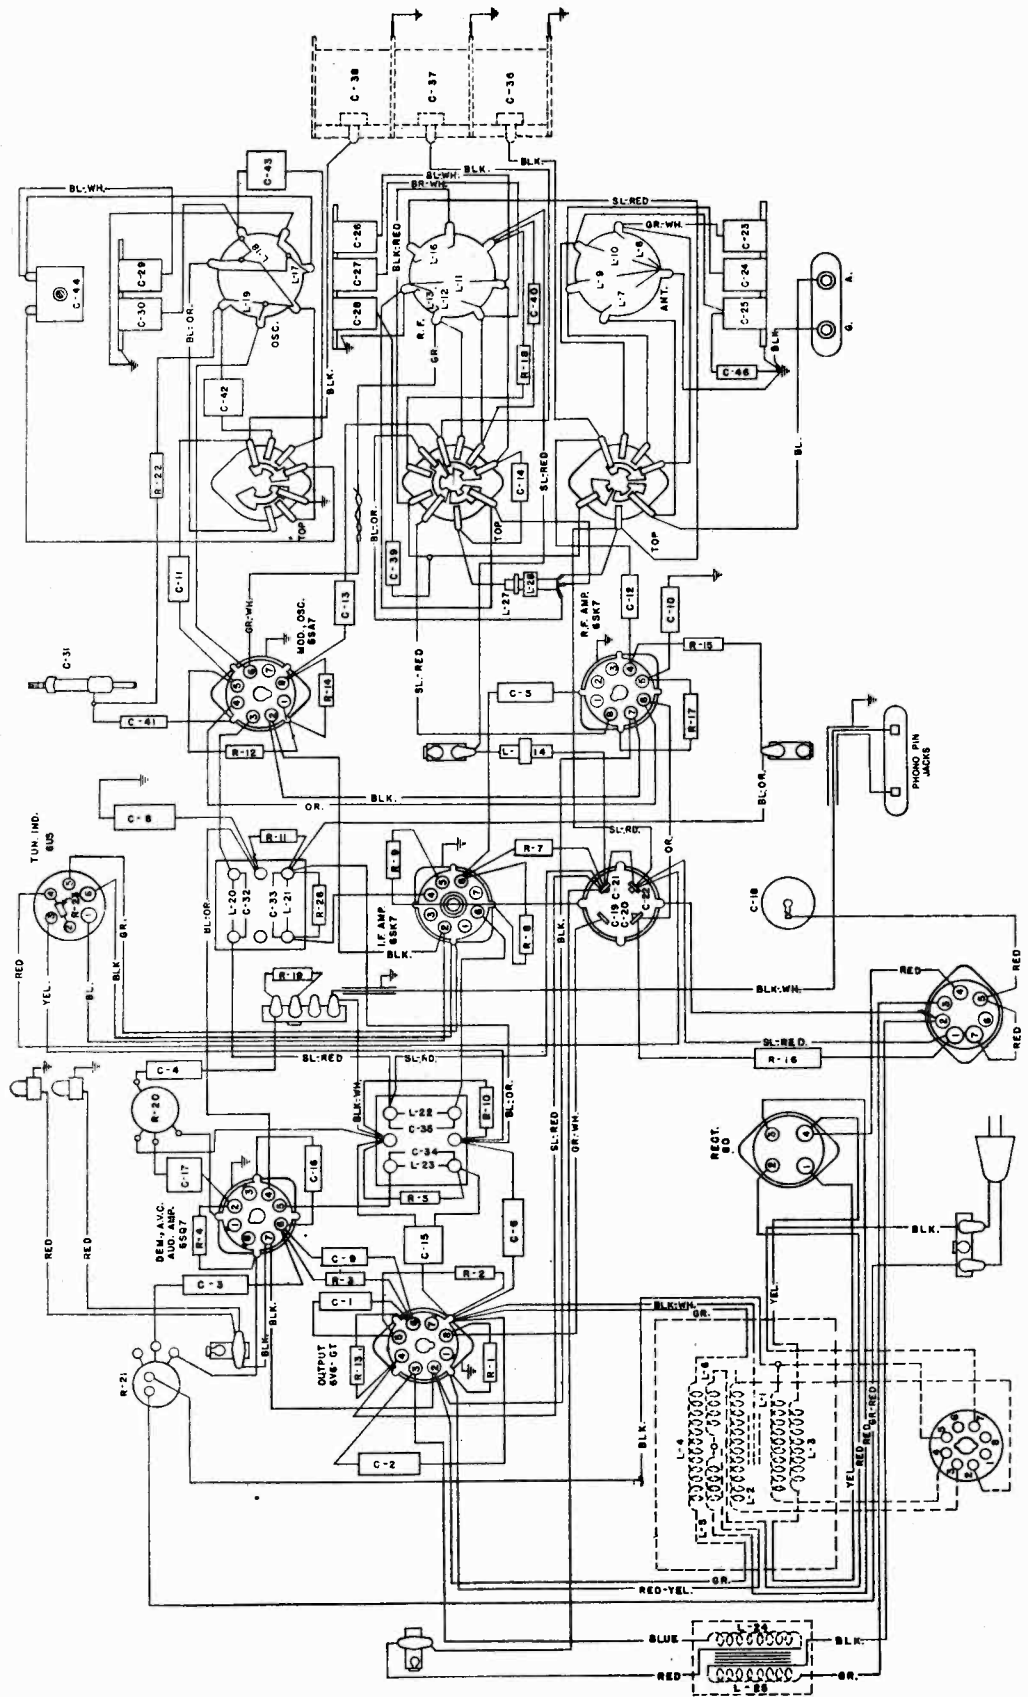 C-38
C-37
C-36
BLK.
BLK.
BL-WH.
BR-WH.
BL-WH.
C-43
C-44
C-29
C-30
L-18
L-17
L-19
OSC.
BL-OR.
C-42
BLK.
R-22
C-26
C-27
C-28
BLK-RED
L-16
L-13
L-12
L-11
R.F.
GR.
C-40
R-18
SL-RED
GR-WH.
L-10
L-9
L-8
L-7
ANT.
C-23
C-24
C-25
C-46
BLK.
A.
G.
BL.
TOP
TOP
TOP
C-14
BL-OR.
C-39
SL-RED
L-27
L-28
C-11
C-13
GR-WH.
MOD., OSC.
6SA7
R-14
R-12
C-31
C-41
SL-RED
R.F. AMP.
6SK7
C-12
C-10
R-15
R-17
C-5
L-14
BLK.
OR.
BL-OR.
PHONO PIN
JACKS
TUN. IND.
6U5
R-23
C-8
R-11
L-20
C-32
C-33
L-21
R-25
BL-OR.
GR.
BLK.
BL.
YEL.
RED
R-9
R-7
R-8
I.F. AMP.
6SK7
BLK.
R-19
SL-RD.
C-21
C-19
C-20
C-22
OR.
BLK.
C-18
BLK-WH.
RED
RED
RED
SL-RED.
R-16
C-4
R-20
C-17
C-16
R-4
DEM., A.V.C.
AUD. AMP.
6SQ7
SL-RED
SL-RD.
BLK-WH.
L-22
C-35
C-34
L-23
R-10
BL-OR.
R-5
C-15
C-6
SL-RED
GR-WH.
RECT.
80
BLK.
RED
RED
C-3
C-9
R-3
C-1
R-2
R-13
R-1
OUTPUT
6V6-GT
C-2
BLK.
BLK.
R-21
BLK-WH.
GR.
YEL.
BLK.
L-6
L-4
L-5
L-2
L-1
L-3
YEL.
RED
RED
GR-RED
GR.
RED-YEL.
BLUE
RED
L-24
L-25
BLK.
GR.